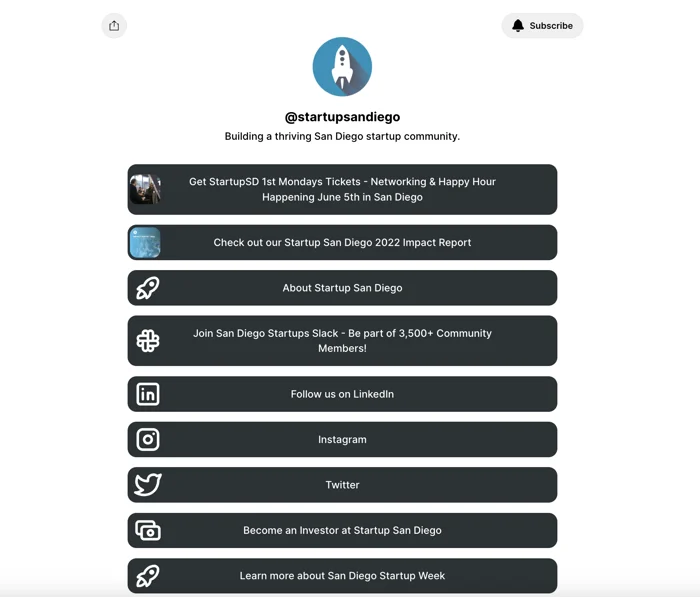 Subscribe
@startupsandiego
Building a thriving San Diego startup community.
Get StartupSD 1st Mondays Tickets - Networking & Happy Hour
Happening June 5th in San Diego
Check out our Startup San Diego 2022 Impact Report
About Startup San Diego
Join San Diego Startups Slack - Be part of 3,500+ Community
Members!
Follow us on LinkedIn
Instagram
Twitter
Become an Investor at Startup San Diego
Learn more about San Diego Startup Week